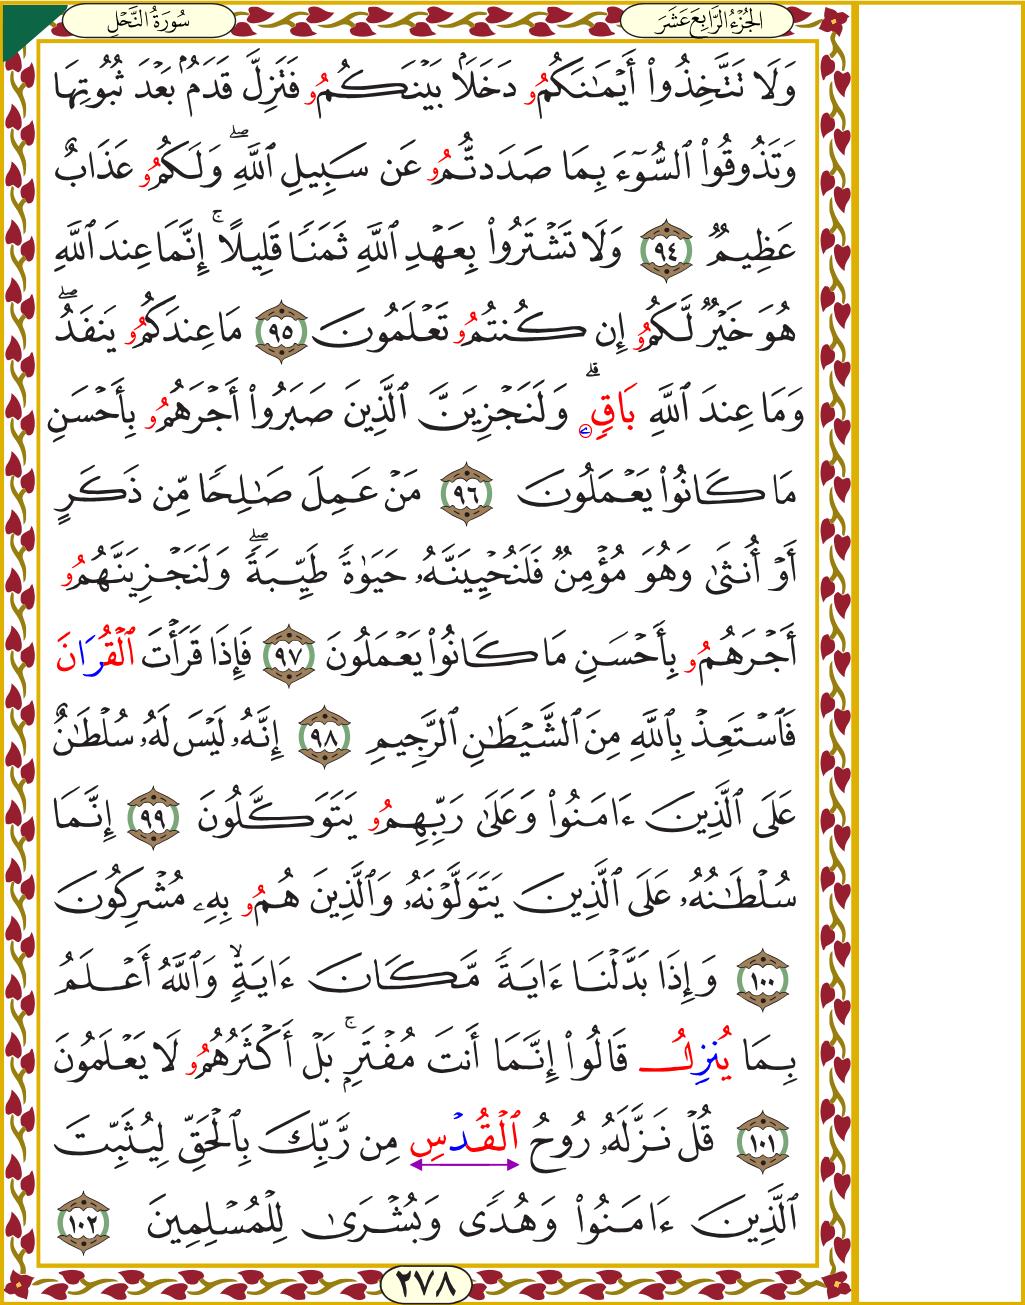 الجُزْءُ الرَّابِعَ عَشَرَ
سُورَةُ النَّحْلِ
وَلَا تَتَّخِذُوٓاْ أَيۡمَٰنَكُمُۥ دَخَلَۢا بَيۡنَكُمُۥ فَتَزِلَّ قَدَمُۢ بَعۡدَ ثُبُوتِهَا
وَتَذُوقُواْ ٱلسُّوٓءَ بِمَا صَدَدتُّمُۥ عَن سَبِيلِ ٱللَّهِۖ وَلَكُمُۥ عَذَابٌ
عَظِيمٞ ٩٤ وَلَا تَشۡتَرُواْ بِعَهۡدِ ٱللَّهِ ثَمَنٗا قَلِيلًاۚ إِنَّمَا عِندَ ٱللَّهِ
هُوَ خَيۡرٞ لَّكُمُۥ إِن كُنتُمُۥ تَعۡلَمُونَ ٩٥ مَا عِندَكُمُۥ يَنفَدُۖ
وَمَا عِندَ ٱللَّهِ بَاقِےۗ وَلَنَجۡزِيَنَّ ٱلَّذِينَ صَبَرُوٓاْ أَجۡرَهُمُۥ بِأَحۡسَنِ
مَا كَانُواْ يَعۡمَلُونَ ٩٦ مَنۡ عَمِلَ صَٰلِحٗا مِّن ذَكَرٍ
أَوۡ أُنثَىٰ وَهُوَ مُؤۡمِنٞ فَلَنُحۡيِيَنَّهُۥ حَيَوٰةٗ طَيِّبَةٗۖ وَلَنَجۡزِيَنَّهُمُۥ
أَجۡرَهُمُۥ بِأَحۡسَنِ مَا كَانُواْ يَعۡمَلُونَ ٩٧ فَإِذَا قَرَأۡتَ ٱلۡقُرَانَ
فَٱسۡتَعِذۡ بِٱللَّهِ مِنَ ٱلشَّيۡطَٰنِ ٱلرَّجِيمِ ٩٨ إِنَّهُۥ لَيۡسَ لَهُۥ سُلۡطَٰنٌ
عَلَى ٱلَّذِينَ ءَامَنُواْ وَعَلَىٰ رَبِّهِمُۥ يَتَوَكَّلُونَ ٩٩ إِنَّمَا
سُلۡطَٰنُهُۥ عَلَى ٱلَّذِينَ يَتَوَلَّوۡنَهُۥ وَٱلَّذِينَ هُمُۥ بِهِۦ مُشۡرِكُونَ
١٠٠ وَإِذَا بَدَّلۡنَآ ءَايَةٗ مَّكَانَ ءَايَةٖۙ وَٱللَّهُ أَعۡلَمُ
بِمَا يُنزِلُ قَالُوٓاْ إِنَّمَآ أَنتَ مُفۡتَرِۭۚ بَلۡ أَكۡثَرُهُمُۥ لَا يَعۡلَمُونَ
١٠١ قُلۡ نَزَّلَهُۥ رُوحُ ٱلۡقُدۡسِ مِن رَّبِّكَ بِٱلۡحَقِّ لِيُثَبِّتَ
ٱلَّذِينَ ءَامَنُواْ وَهُدٗى وَبُشۡرَىٰ لِلۡمُسۡلِمِينَ ١٠٢
٢٧٨